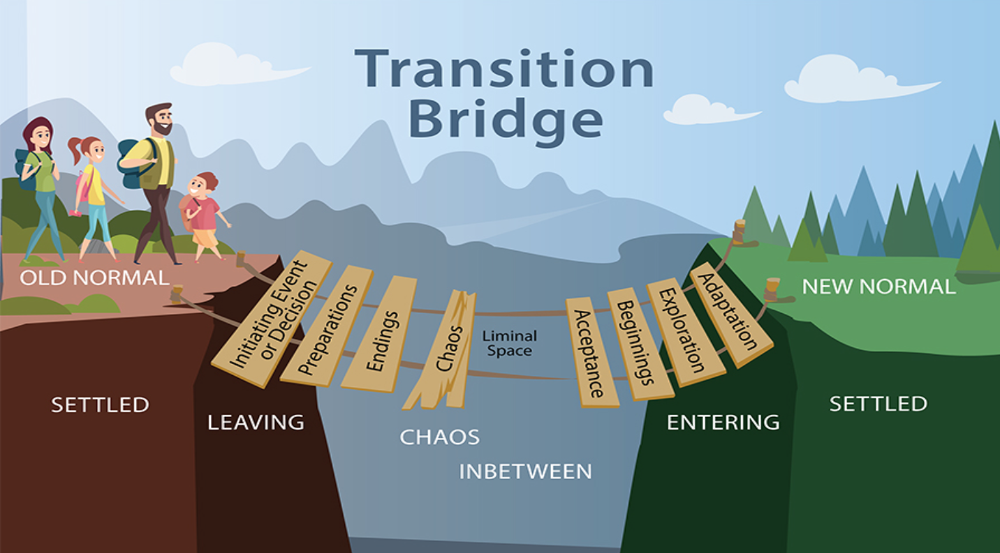 Transition
Bridge
OLD NORMAL
NEW NORMAL
Initiating Event
or Decision
Preparations
Endings
Chaos
Liminal
Space
Acceptance
Beginnings
Exploration
Adaptation
SETTLED
LEAVING
CHAOS
INBETWEEN
ENTERING
SETTLED